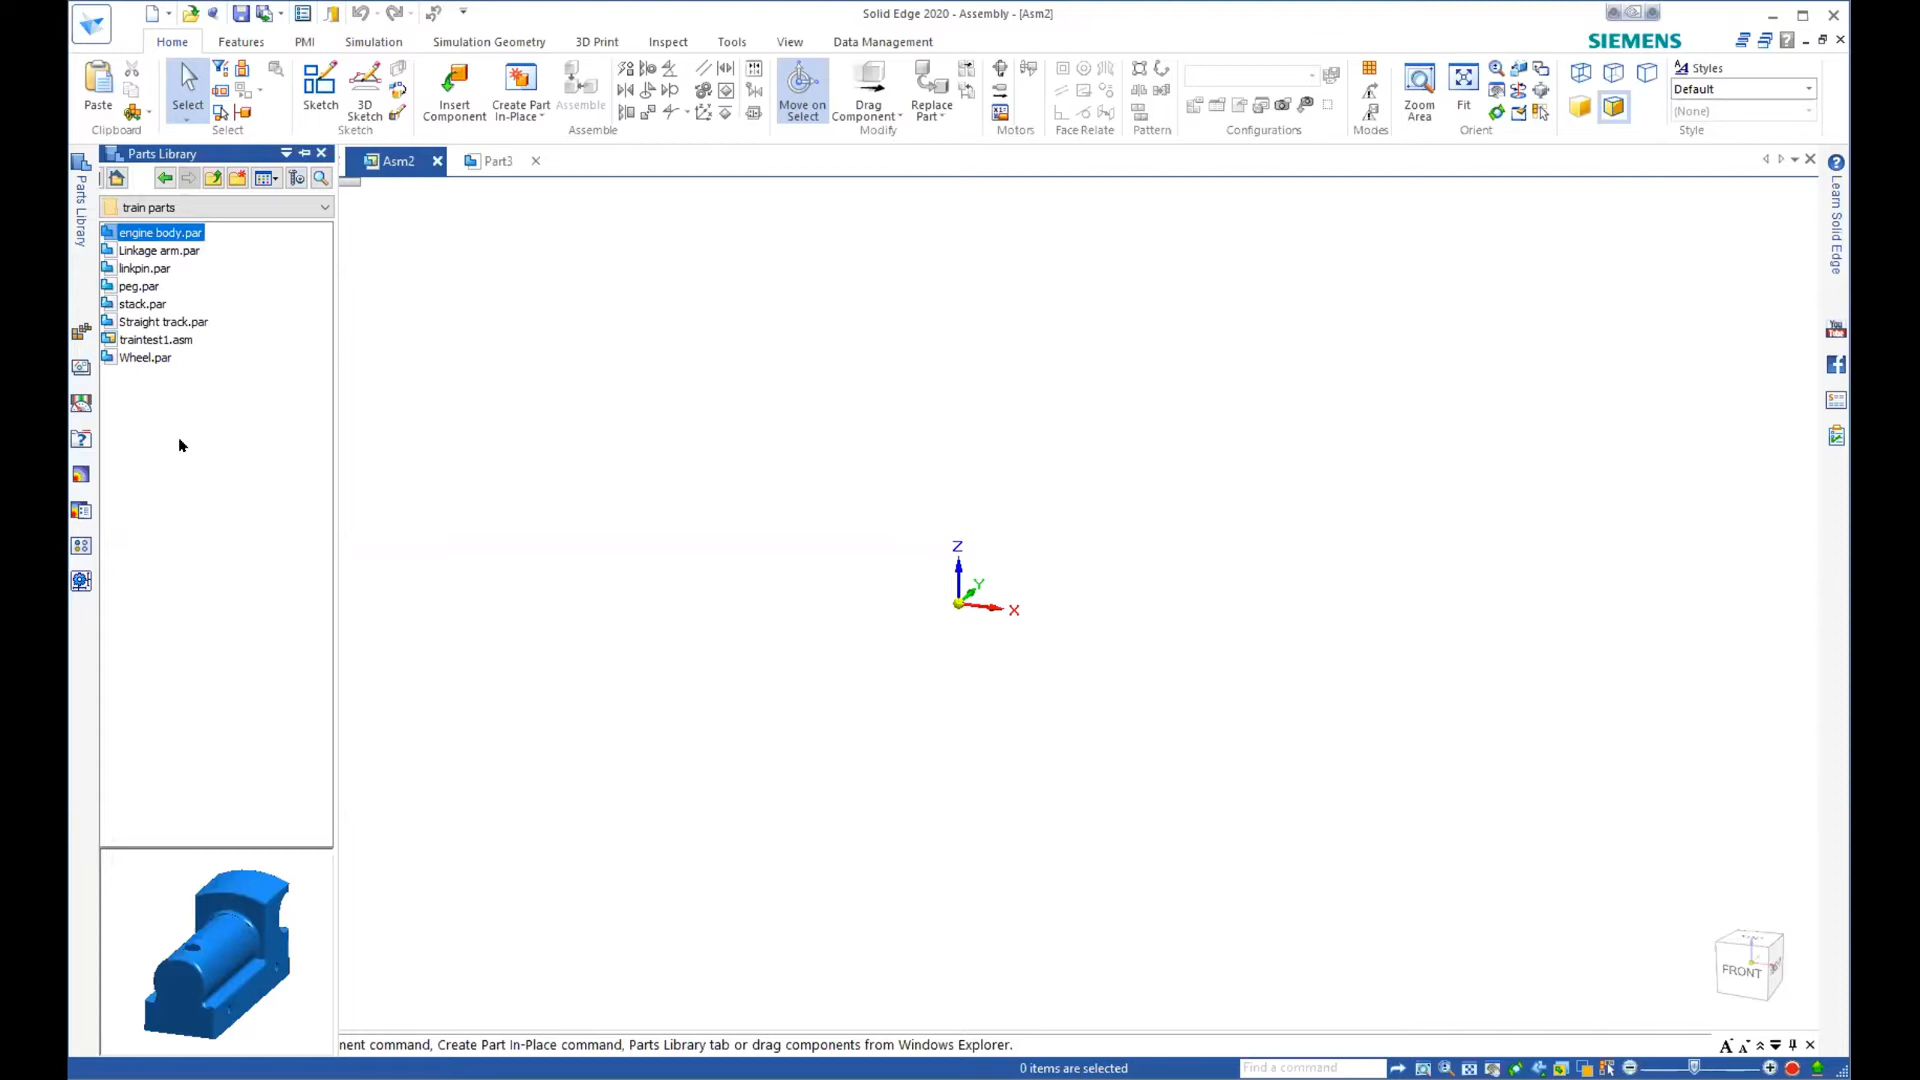 Solid Edge 2020 - Assembly - [Asm2]
Home Features PMI Simulation Simulation Geometry 3D Print Inspect Tools View Data Management
SIEMENS
Paste
Clipboard
Select
Select
Sketch
3D Sketch
Sketch
Insert Component
Create Part In-Place
Assemble
Assemble
Move on Select
Drag Component
Replace Part
Modify
Motors
Face Relate
Pattern
Configurations
Modes
Zoom Area
Fit
Orient
Styles
Default
(None)
Style
Parts Library
Asm2
Part3
Parts Library
train parts
engine body.par
Linkage arm.par
linkpin.par
peg.par
stack.par
Straight track.par
traintest1.asm
Wheel.par
Learn Solid Edge
Z
Y
X
FRONT
nent command, Create Part In-Place command, Parts Library tab or drag components from Windows Explorer.
0 items are selected
Find a command